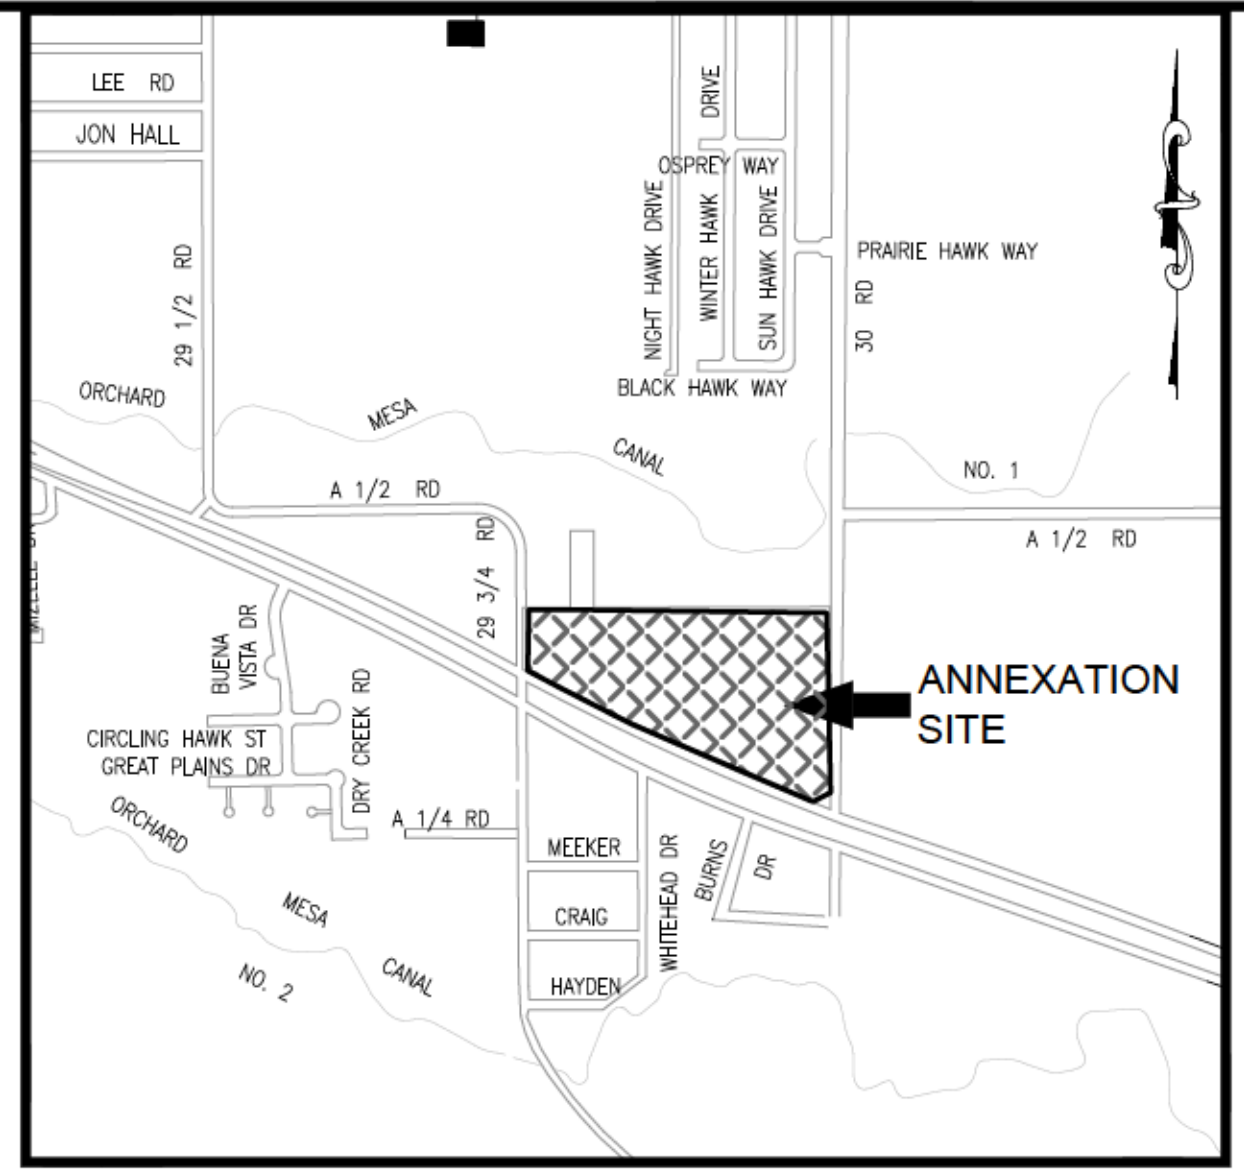 LEE RD
JON HALL
DRIVE
OSPREY WAY
NIGHT HAWK DRIVE
WINTER HAWK
SUN HAWK DRIVE
PRAIRIE HAWK WAY
29 1/2 RD
30 RD
BLACK HAWK WAY
ORCHARD
MESA
CANAL
NO. 1
A 1/2 RD
A 1/2 RD
29 3/4 RD
BUENA
VISTA DR
DRY CREEK RD
ANNEXATION
SITE
CIRCLING HAWK ST
GREAT PLAINS DR
ORCHARD
A 1/4 RD
MEEKER
WHITEHEAD DR
BURNS
DR
MESA
CRAIG
NO. 2
CANAL
HAYDEN